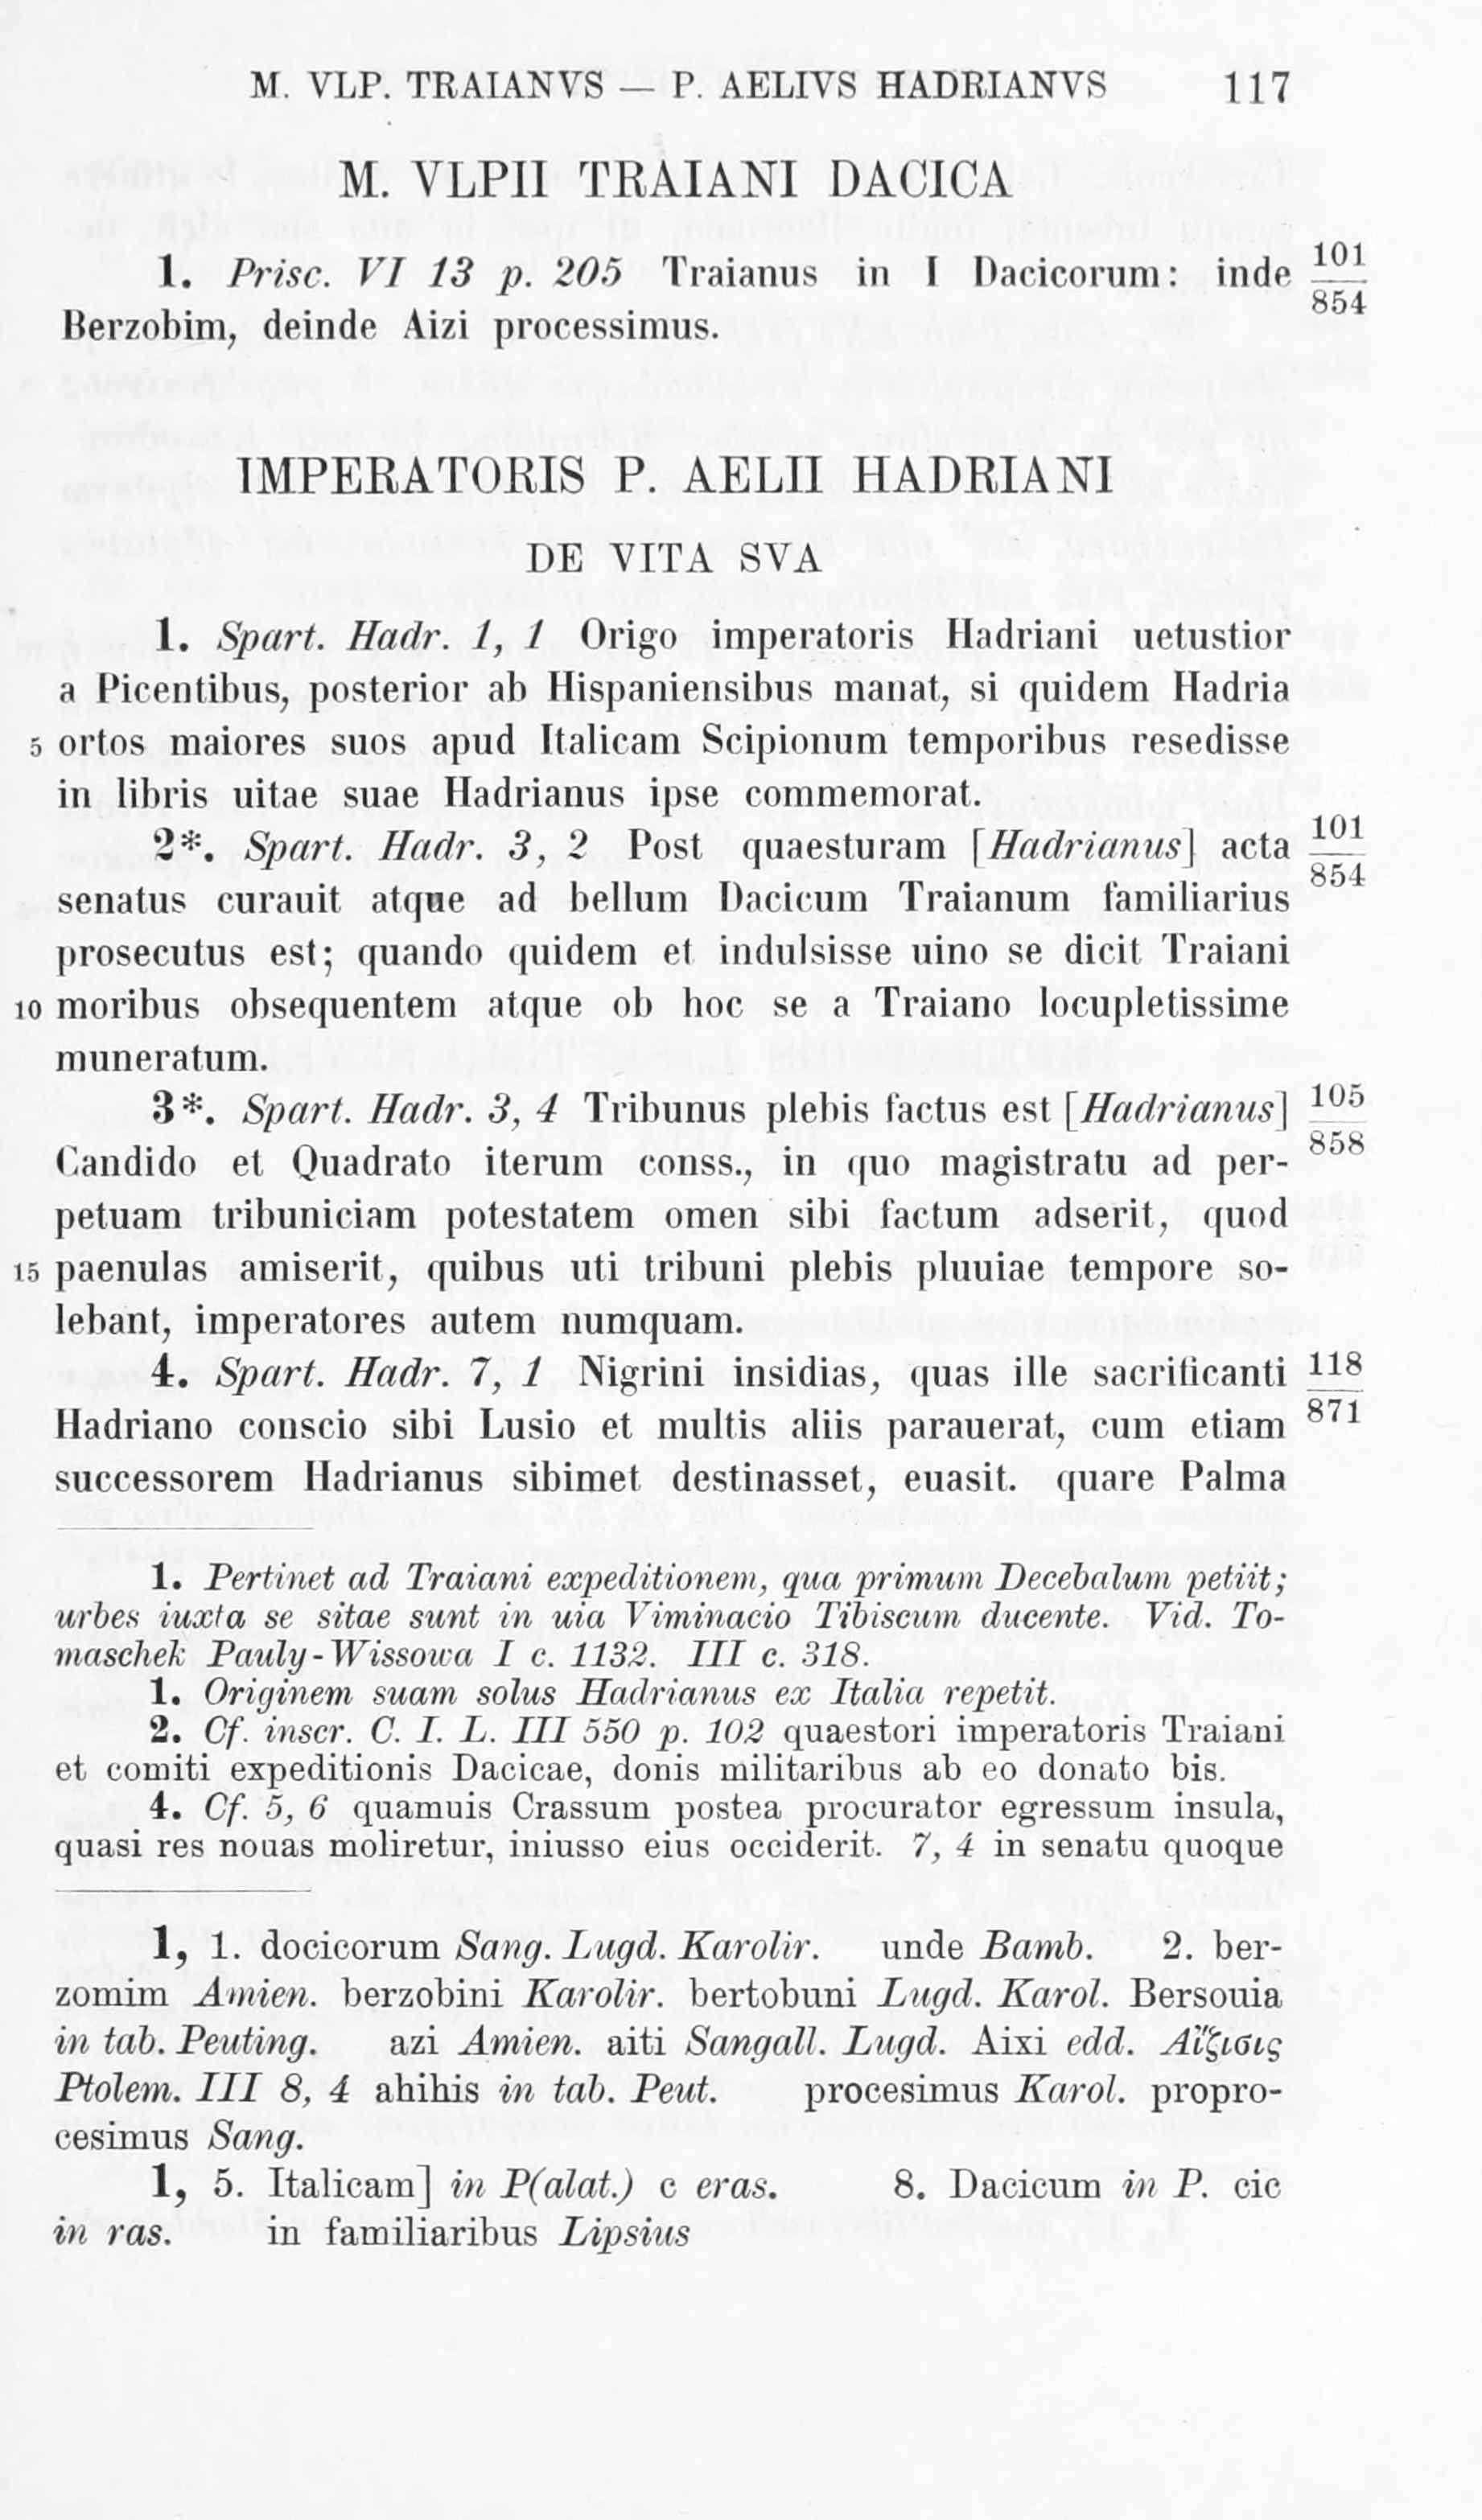 M. VLP. TRAIANVS — P. AELIVS HADRIANVS 117
M. VLPII TRAIANI DACICA
1. Prisc. VI 13 p. 205 Traianus in I Dacicorum: inde 101/854
Berzobim, deinde Aizi processimus.
IMPERATORIS P. AELII HADRIANI
DE VITA SVA
1. Spart. Hadr. 1, 1 Origo imperatoris Hadriani uetustior
a Picentibus, posterior ab Hispaniensibus manat, si quidem Hadria
5 ortos maiores suos apud Italicam Scipionum temporibus resedisse
in libris uitae suae Hadrianus ipse commemorat.
2*. Spart. Hadr. 3, 2 Post quaesturam [Hadrianus] acta 101/854
senatus curauit atque ad bellum Dacicum Traianum familiarius
prosecutus est; quando quidem et indulsisse uino se dicit Traiani
10 moribus obsequentem atque ob hoc se a Traiano locupletissime
muneratum.
3*. Spart. Hadr. 3, 4 Tribunus plebis factus est [Hadrianus] 105/858
Candido et Quadrato iterum conss., in quo magistratu ad per-
petuam tribuniciam potestatem omen sibi factum adserit, quod
15 paenulas amiserit, quibus uti tribuni plebis pluuiae tempore so-
lebant, imperatores autem numquam.
4. Spart. Hadr. 7, 1 Nigrini insidias, quas ille sacrificanti 118/871
Hadriano conscio sibi Lusio et multis aliis parauerat, cum etiam
successorem Hadrianus sibimet destinasset, euasit. quare Palma
1. Pertinet ad Traiani expeditionem, qua primum Decebalum petiit;
urbes iuxta se sitae sunt in uia Viminacio Tibiscum ducente. Vid. To-
maschek Pauly-Wissowa I c. 1132. III c. 318.
1. Originem suam solus Hadrianus ex Italia repetit.
2. Cf. inscr. C. I. L. III 550 p. 102 quaestori imperatoris Traiani
et comiti expeditionis Dacicae, donis militaribus ab eo donato bis.
4. Cf. 5, 6 quamuis Crassum postea procurator egressum insula,
quasi res nouas moliretur, iniusso eius occiderit. 7, 4 in senatu quoque
1, 1. docicorum Sang. Lugd. Karolir. unde Bamb. 2. ber-
zomim Amien. berzobini Karolir. bertobuni Lugd. Karol. Bersouia
in tab. Peuting. azi Amien. aiti Sangall. Lugd. Aixi edd. Αἴζισις
Ptolem. III 8, 4 ahihis in tab. Peut. procesimus Karol. propro-
cesimus Sang.
1, 5. Italicam] in P(alat.) c eras. 8. Dacicum in P. cic
in ras. in familiaribus Lipsius